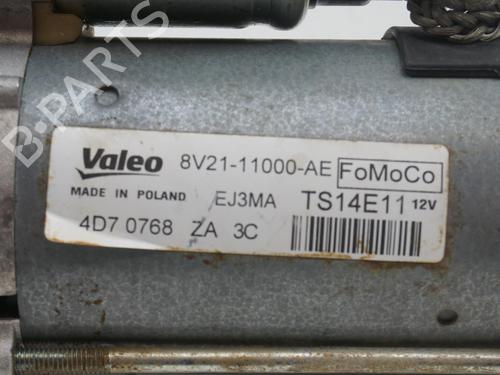 B-PARTS
Valeo 8V21-11000-AE FoMoCo
MADE IN POLAND EJ3MA TS14E11 12V
4D7 0768 ZA 3C